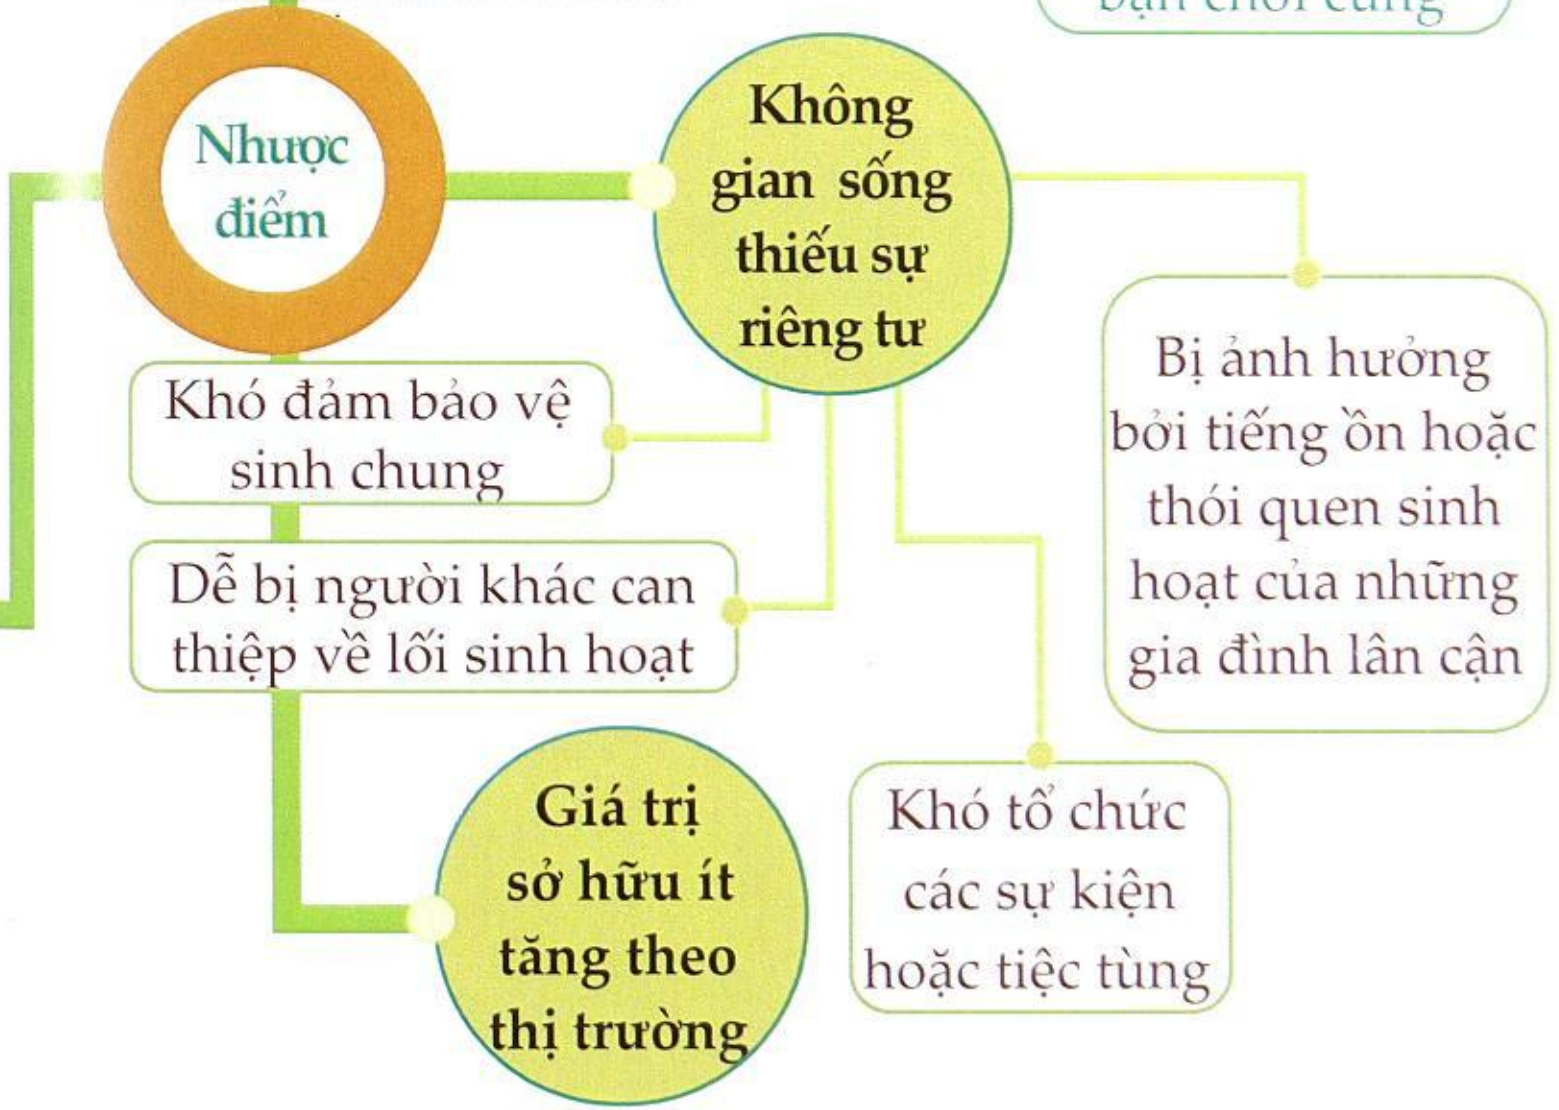 bạn chơi cùng
Nhược
điểm
Không
gian sống
thiếu sự
riêng tư
Khó đảm bảo vệ
sinh chung
Dễ bị người khác can
thiệp về lối sinh hoạt
Bị ảnh hưởng
bởi tiếng ồn hoặc
thói quen sinh
hoạt của những
gia đình lân cận
Giá trị
sở hữu ít
tăng theo
thị trường
Khó tổ chức
các sự kiện
hoặc tiệc tùng